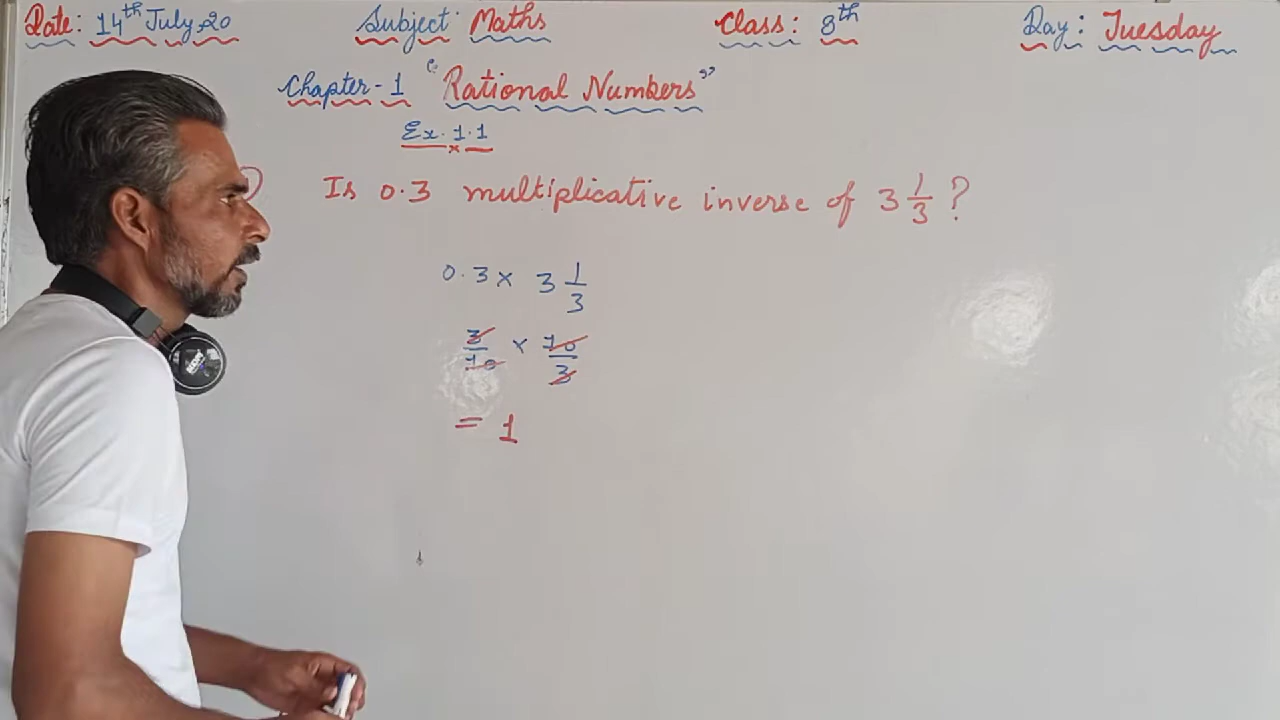 Date: 14th July, 20 Subject: Maths Class: 8th Day: Tuesday
Chapter-1 "Rational Numbers"
Ex. 1.1
Is 0.3 multiplicative inverse of 3 1/3 ?
0.3 x 3 1/3
3/10 x 10/3
= 1